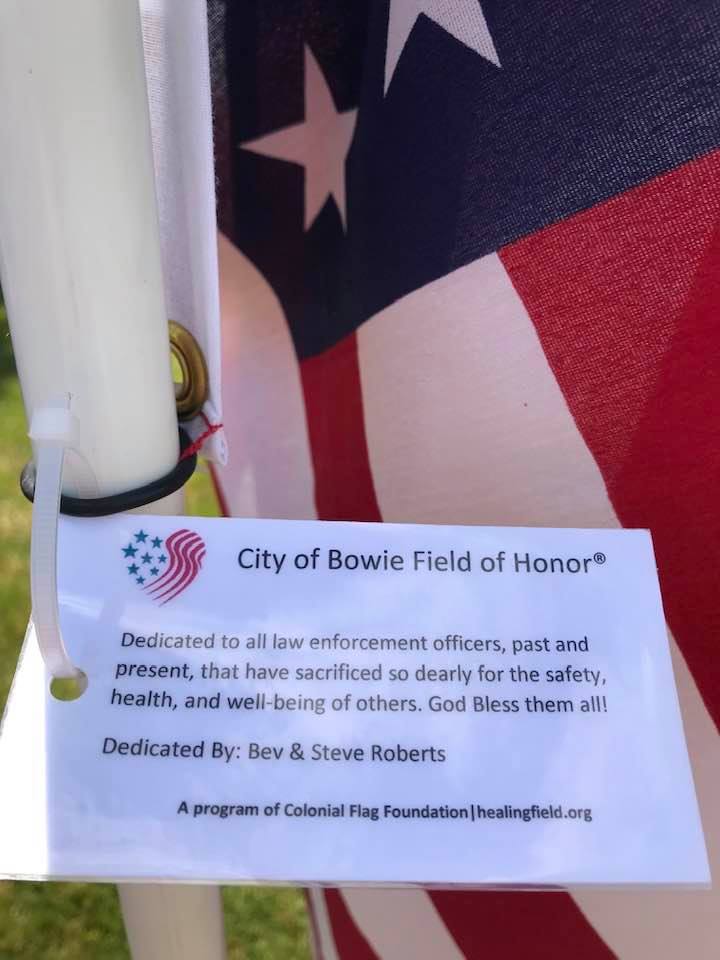 City of Bowie Field of Honor®
Dedicated to all law enforcement officers, past and
present, that have sacrificed so dearly for the safety,
health, and well-being of others. God Bless them all!
Dedicated By: Bev & Steve Roberts
A program of Colonial Flag Foundation|healingfield.org